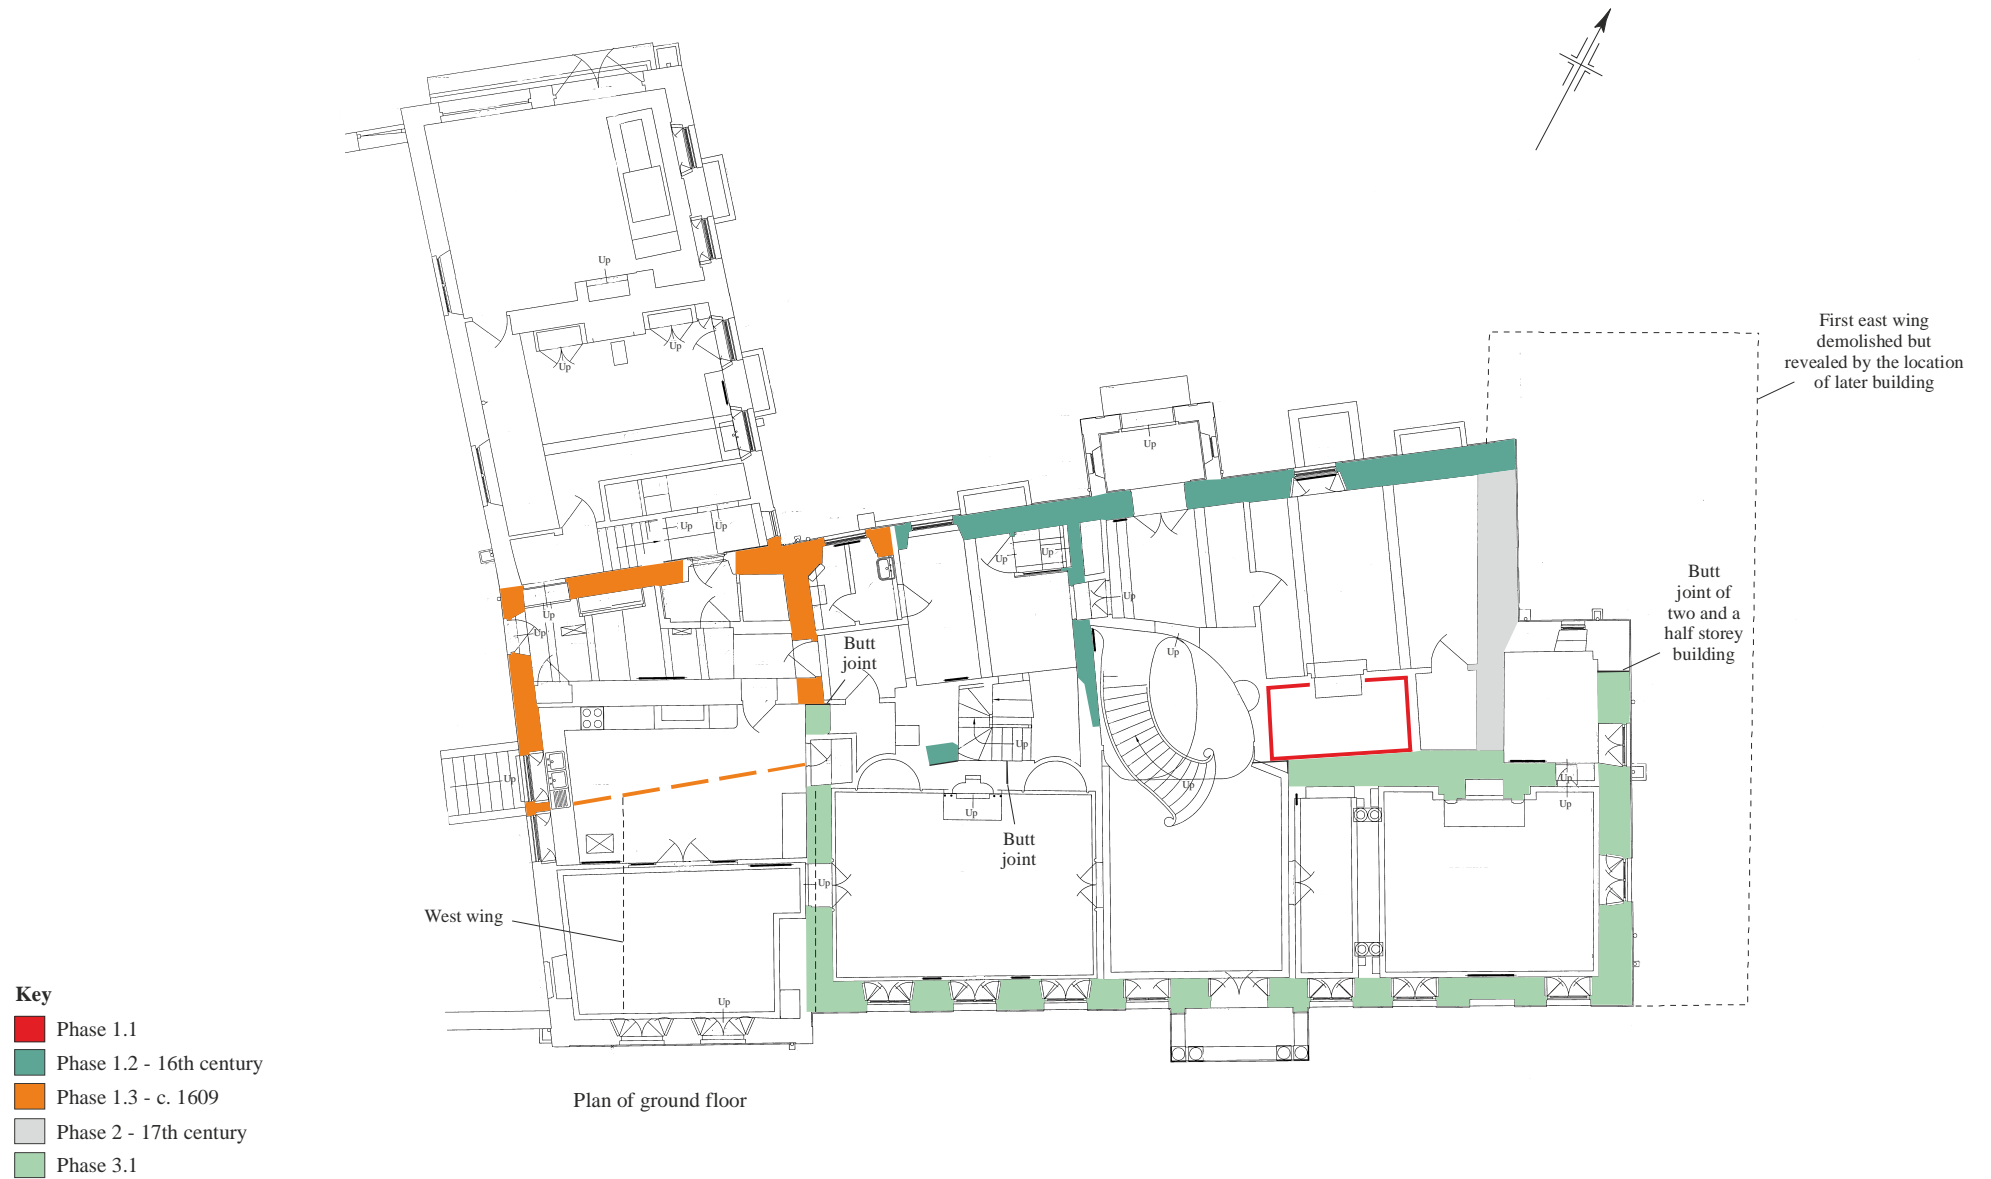 Up
Up
Up
First east wing
demolished but
revealed by the location
of later building
Up
Up
Up
Up
Up
Up
Up
Up
Butt
joint of
two and a
half storey
building
Butt
joint
Up
Up
Up
Up
Up
Up
Up
Butt
joint
Up
West wing
Up
Key
Phase 1.1
Phase 1.2 - 16th century
Phase 1.3 - c. 1609
Phase 2 - 17th century
Phase 3.1
Plan of ground floor